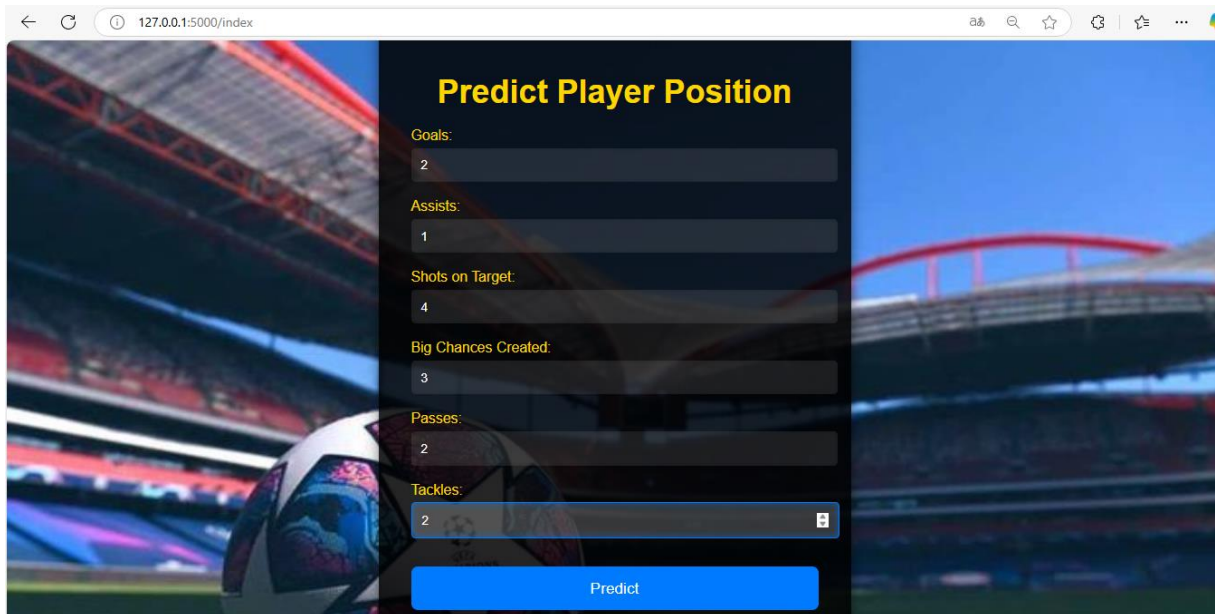 127.0.0.1:5000/index
Predict Player Position
Goals:
2
Assists:
1
Shots on Target:
4
Big Chances Created:
3
Passes:
2
Tackles:
2
Predict